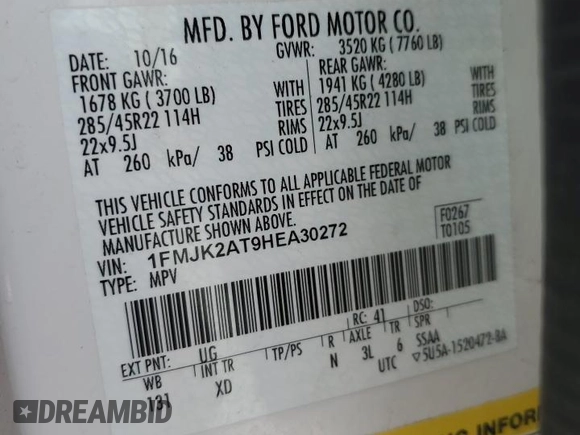 MFD. BY FORD MOTOR CO.
DATE: 10/16
GVWR: 3520 KG ( 7760 LB)
FRONT GAWR:
1678 KG ( 3700 LB) WITH
285/45R22 114H TIRES
22x9.5J RIMS
AT 260 kPa/ 38 PSI COLD
REAR GAWR:
1941 KG ( 4280 LB) WITH
285/45R22 114H TIRES
22x9.5J RIMS
AT 260 kPa/ 38 PSI COLD
THIS VEHICLE CONFORMS TO ALL APPLICABLE FEDERAL MOTOR
VEHICLE SAFETY STANDARDS IN EFFECT ON THE DATE OF
MANUFACTURE SHOWN ABOVE.
VIN: 1FMJK2AT9HEA30272
TYPE: MPV
F0267
T0105
EXT PNT: UG RC: 41 DSO:
WB INT TR TP/PS R AXLE TR SPR
131 XD N 3L 6 SSAA
UTC ▽5U5A-1520472-BA
DREAMBID
INFOR